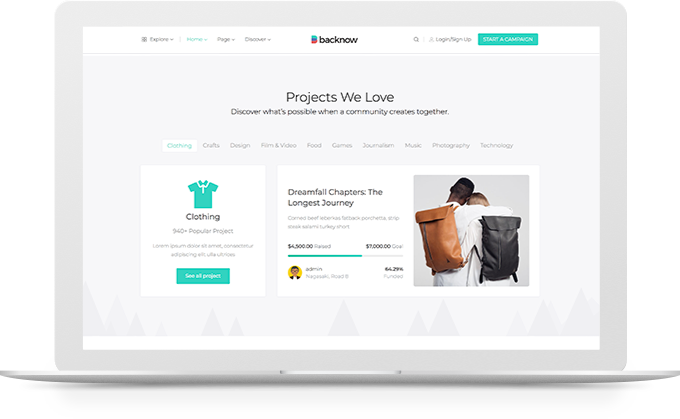 Explore Home Page Discover backnow Login/Sign Up START A CAMPAIGN
Projects We Love
Discover what's possible when a community creates together.
Clothing Crafts Design Film & Video Food Games Journalism Music Photography Technology
Clothing
940+ Popular Project
Lorem ipsum dolor sit amet, consectetur
adipiscing elit, ulla ultrices
See all project
Dreamfall Chapters: The
Longest Journey
Corned beef leberkas fatback porchetta, strip
steak salami turkey short
$4,500.00 Raised $7,000.00 Goal
admin 64.29%
Nagasaki, Road 8 Funded